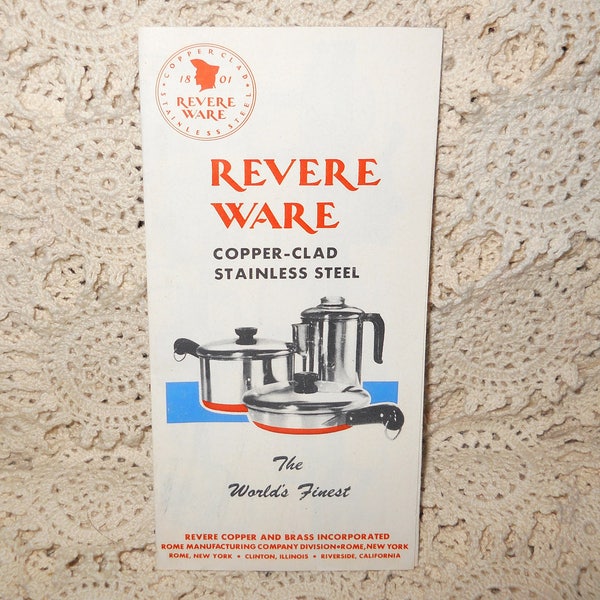 COPPER CLAD
18 01
REVERE
WARE
STAINLESS STEEL
REVERE
WARE
COPPER-CLAD
STAINLESS STEEL
The
World's Finest
REVERE COPPER AND BRASS INCORPORATED
ROME MANUFACTURING COMPANY DIVISION•ROME, NEW YORK
ROME, NEW YORK • CLINTON, ILLINOIS • RIVERSIDE, CALIFORNIA